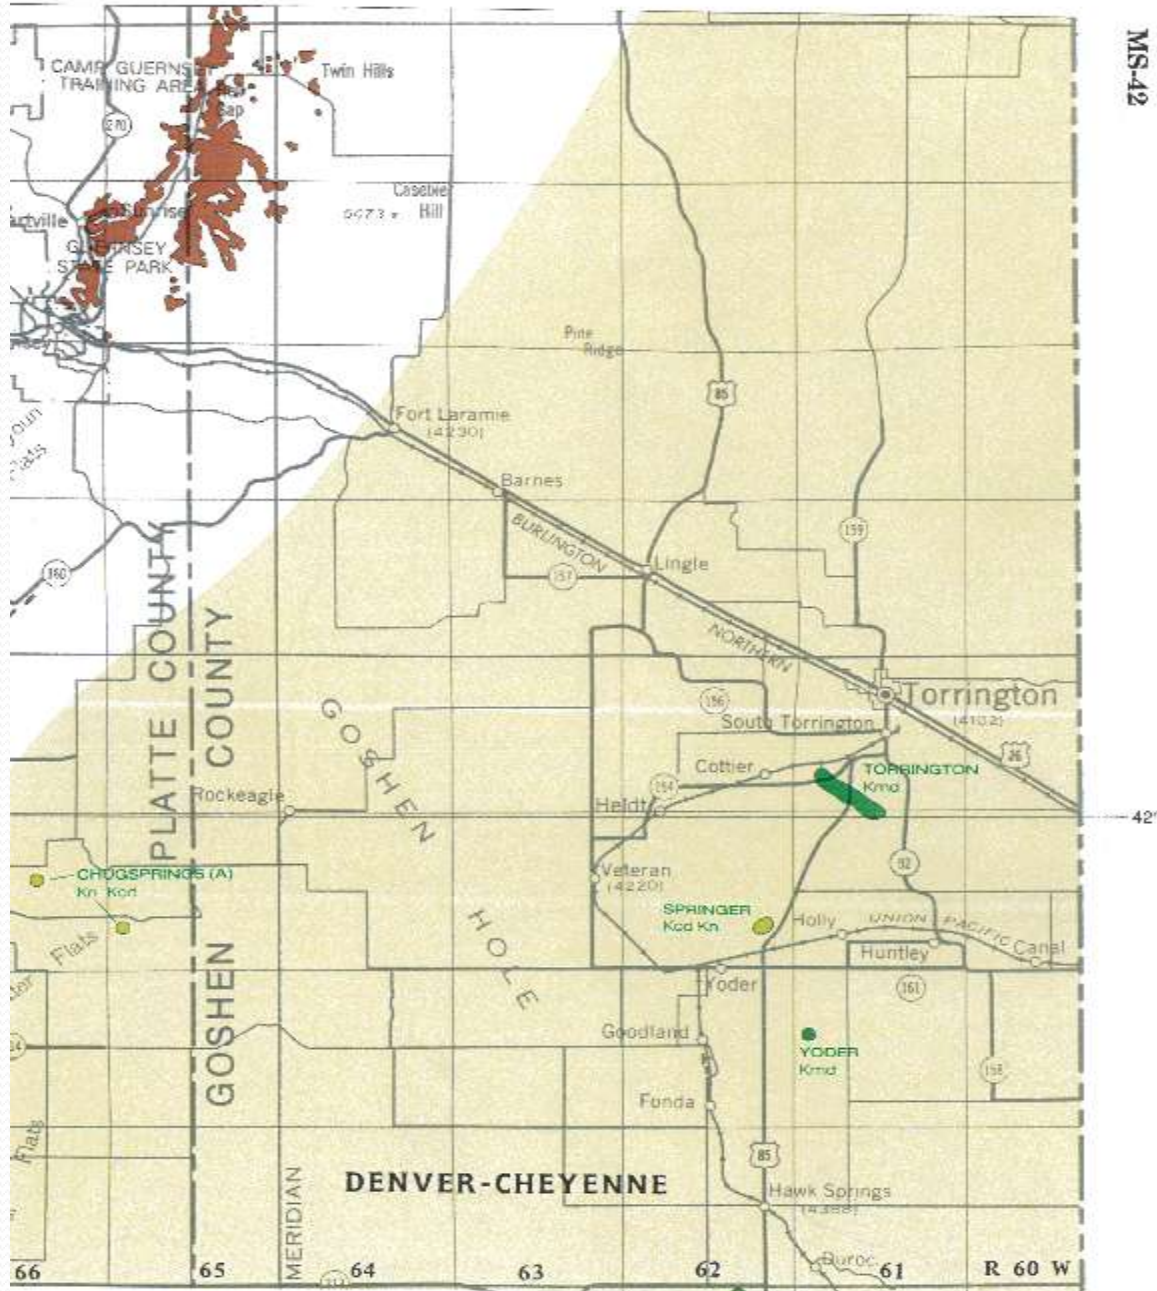 MS-42
CAMP GUERNSEY
TRAINING AREA
Twin Hills
Gap
270
Casebier
Hill
5473
Sunrise
GUERNSEY
STATE PARK
Pine
Ridge
85
Fort Laramie
(4230)
Barnes
BURLINGTON
NORTHERN
157
Lingle
159
160
PLATTE COUNTY
GOSHEN COUNTY
156
Torrington
(4102)
South Torrington
26
GOSHEN
HOLE
Cottier
TORRINGTON
Kmd
154
Heldt
Rockeagle
42°
92
CHUGSPRINGS (A)
Kn Kcd
Veteran
(4220)
SPRINGER
Kcd Kn
Holly
UNION PACIFIC
Canal
Huntley
Flats
Yoder
161
Goodland
YODER
Kmd
158
Fonda
Flats
85
DENVER-CHEYENNE
Hawk Springs
(4388)
MERIDIAN
Duroc
66 65 64 63 62 61 R 60 W